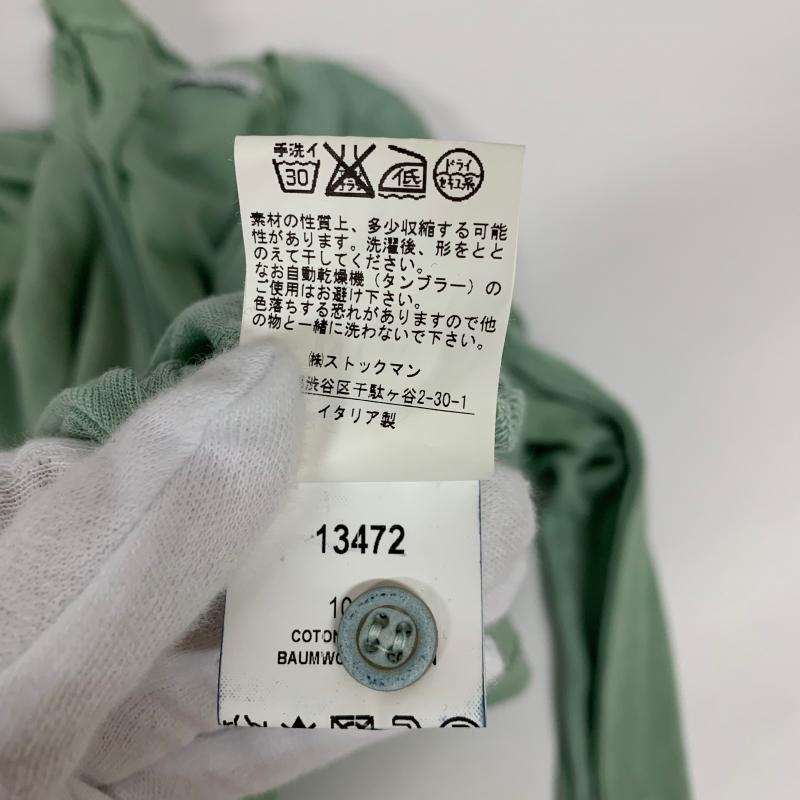 手洗イ
30
低
ドライ
素材の性質上、多少収縮する可能
性があります。洗濯後、形をとと
のえて干してください。
なお自動乾燥機（タンブラー）の
ご使用はお避け下さい。
色落ちする恐れがありますので他
の物と一緒に洗わないで下さい。
㈱ストックマン
渋谷区千駄ヶ谷2-30-1
イタリア製
13472